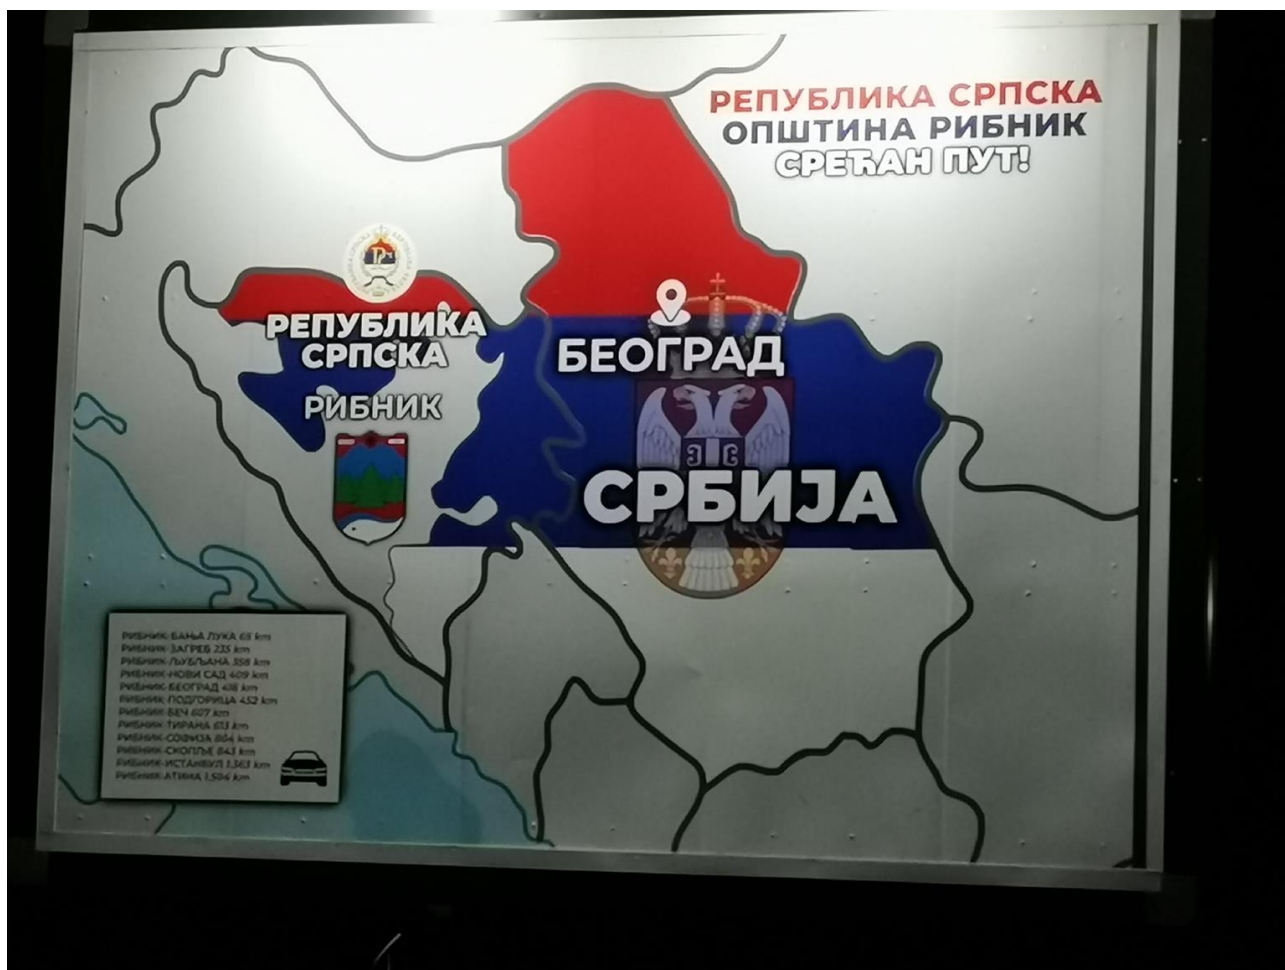 РЕПУБЛИКА СРПСКА
ОПШТИНА РИБНИК
СРЕЋАН ПУТ!
РЕПУБЛИКА
СРПСКА
РИБНИК
БЕОГРАД
СРБИЈА
РИБНИК-БАЊА ЛУКА 65 km
РИБНИК-ЗАГРЕБ 235 km
РИБНИК-ЉУБЉАНА 358 km
РИБНИК-НОВИ САД 409 km
РИБНИК-БЕОГРАД 418 km
РИБНИК-ПОДГОРИЦА 452 km
РИБНИК-БЕЧ 607 km
РИБНИК-ТИРАНА 613 km
РИБНИК-СОФИЈА 804 km
РИБНИК-СКОПЉЕ 843 km
РИБНИК-ИСТАНБУЛ 1.363 km
РИБНИК-АТИНА 1.504 km